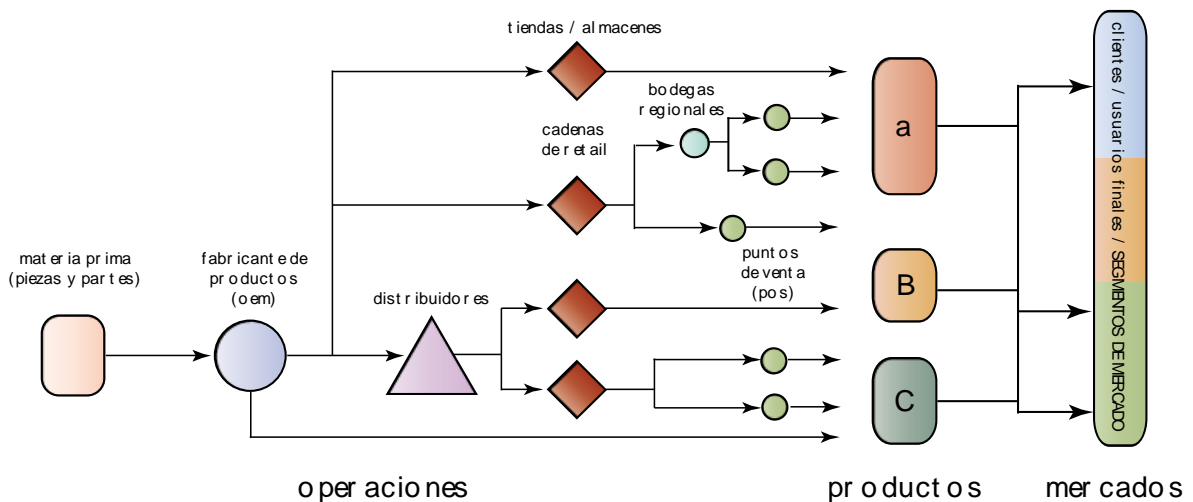 tiendas / almacenes
bodegas
regionales
cadenas
de retail
a
clientes / usuarios finales / SEGMENTOS DE MERCADO
materia prima
(piezas y partes)
fabricante de
productos
(oem)
distribuidores
puntos
de venta
(pos)
B
C
operaciones
productos
mercados